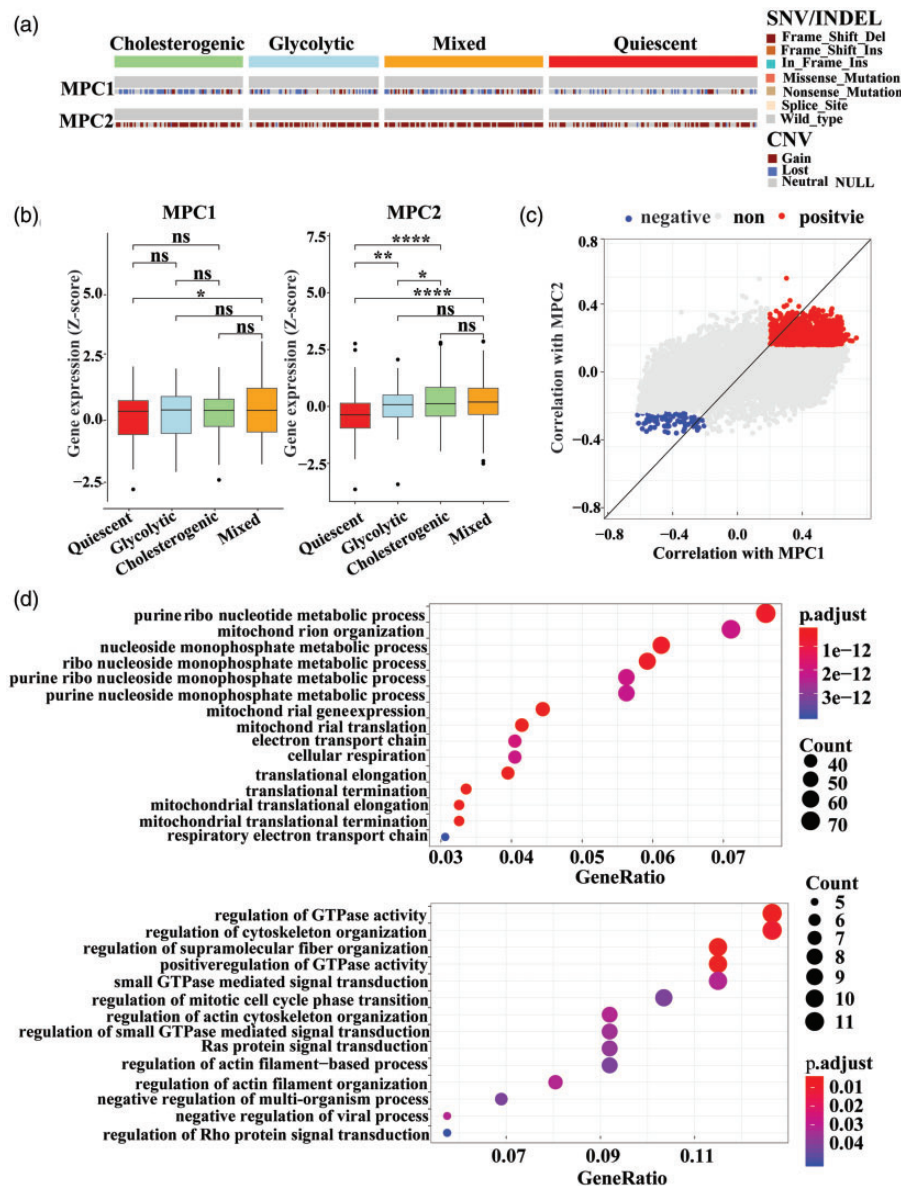 (a)
Cholesterogenic Glycolytic Mixed Quiescent
MPC1
MPC2
SNV/INDEL
Frame_Shift_Del
Frame_Shift_Ins
In_Frame_Ins
Missense_Mutation
Nonsense_Mutation
Splice_Site
Wild_type
CNV
Gain
Lost
Neutral NULL
(b)
MPC1
Gene expression (Z-score)
5.0
2.5
0.0
−2.5
ns
ns
ns
*
ns
ns
Quiescent
Glycolytic
Cholesterogenic
Mixed
MPC2
Gene expression (Z-score)
7.5
5.0
2.5
0.0
−2.5
****
**
*
****
ns
ns
Quiescent
Glycolytic
Cholesterogenic
Mixed
(c)
negative non positvie
Correlation with MPC2
0.8
0.4
0.0
−0.4
−0.8
−0.8 −0.4 0.0 0.4
Correlation with MPC1
(d)
purine ribo nucleotide metabolic process
mitochond rion organization
nucleoside monophosphate metabolic process
ribo nucleoside monophosphate metabolic process
purine ribo nucleoside monophosphate metabolic process
purine nucleoside monophosphate metabolic process
mitochond rial geneexpression
mitochond rial translation
electron transport chain
cellular respiration
translational elongation
translational termination
mitochondrial translational elongation
mitochondrial translational termination
respiratory electron transport chain
0.03 0.04 0.05 0.06 0.07
GeneRatio
p.adjust
1e−12
2e−12
3e−12
Count
40
50
60
70
regulation of GTPase activity
regulation of cytoskeleton organization
regulation of supramolecular fiber organization
positiveregulation of GTPase activity
small GTPase mediated signal transduction
regulation of mitotic cell cycle phase transition
regulation of actin cytoskeleton organization
regulation of small GTPase mediated signal transduction
Ras protein signal transduction
regulation of actin filament−based process
regulation of actin filament organization
negative regulation of multi−organism process
negative regulation of viral process
regulation of Rho protein signal transduction
0.07 0.09 0.11
GeneRatio
Count
5
6
7
8
9
10
11
p.adjust
0.01
0.02
0.03
0.04